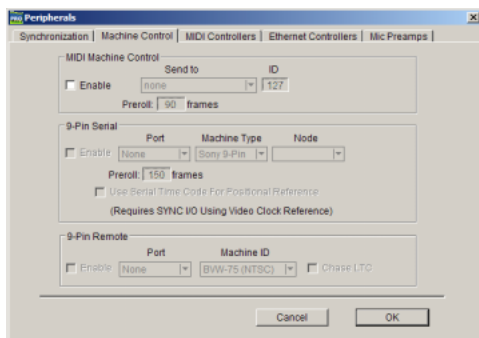 PRO Peripherals
Synchronization Machine Control MIDI Controllers Ethernet Controllers Mic Preamps
MIDI Machine Control
Send to ID
Enable none 127
Preroll: 90 frames
9-Pin Serial
Port Machine Type Node
Enable None Sony 9-Pin
Preroll: 150 frames
Use Serial Time Code For Positional Reference
(Requires SYNC I/O Using Video Clock Reference)
9-Pin Remote
Port Machine ID
Enable None BVW-75 (NTSC) Chase LTC
Cancel OK